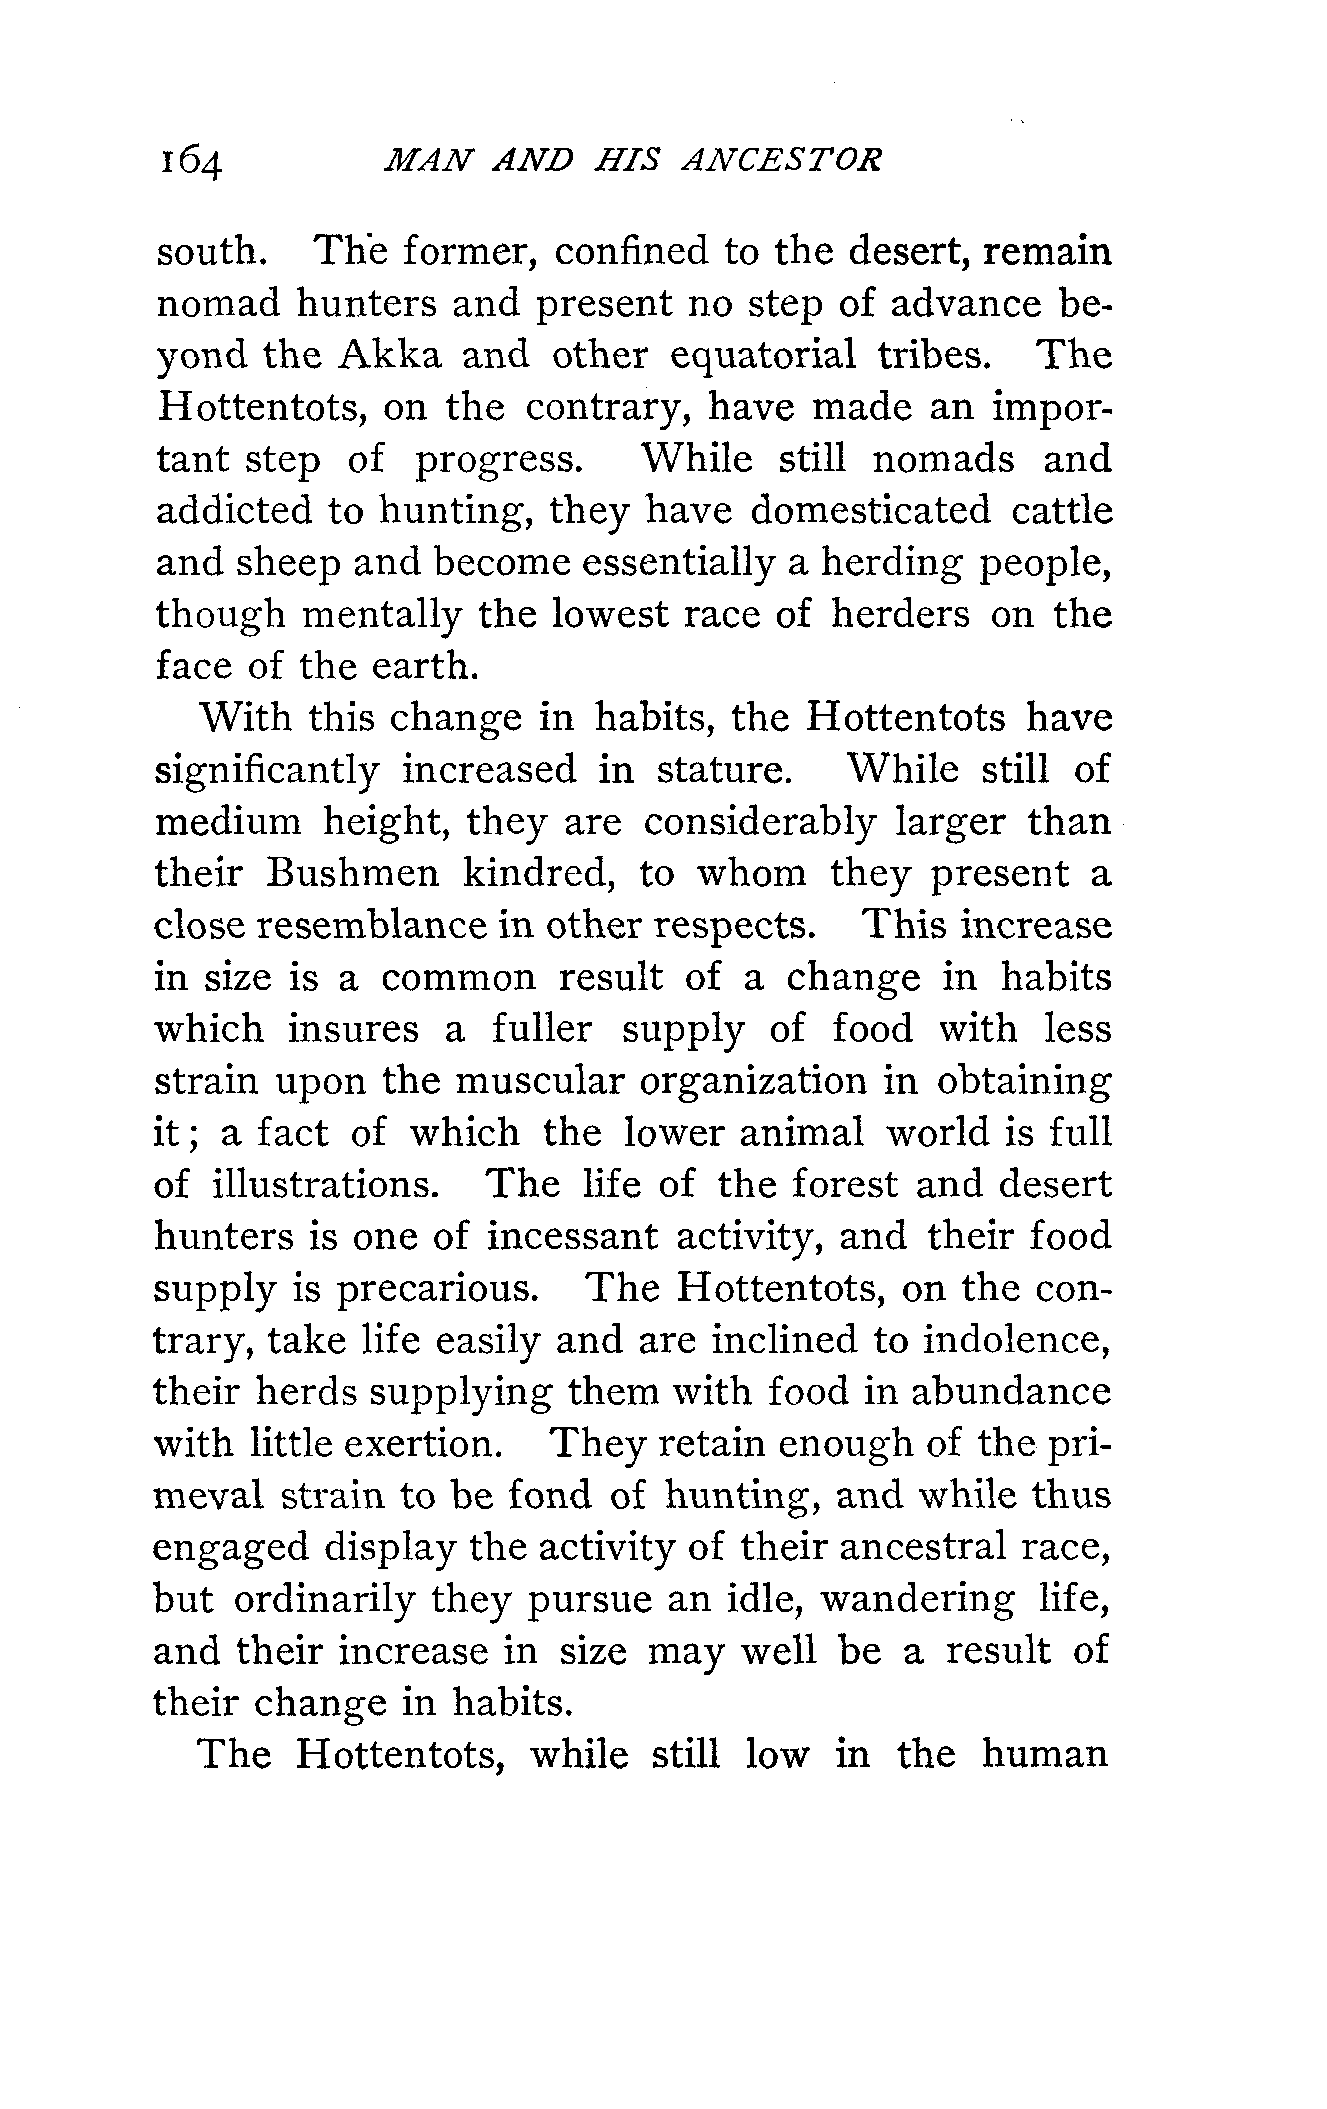 164 MAN AND HIS ANCESTOR
south. The former, confined to the desert, remain
nomad hunters and present no step of advance be-
yond the Akka and other equatorial tribes. The
Hottentots, on the contrary, have made an impor-
tant step of progress. While still nomads and
addicted to hunting, they have domesticated cattle
and sheep and become essentially a herding people,
though mentally the lowest race of herders on the
face of the earth.
With this change in habits, the Hottentots have
significantly increased in stature. While still of
medium height, they are considerably larger than
their Bushmen kindred, to whom they present a
close resemblance in other respects. This increase
in size is a common result of a change in habits
which insures a fuller supply of food with less
strain upon the muscular organization in obtaining
it; a fact of which the lower animal world is full
of illustrations. The life of the forest and desert
hunters is one of incessant activity, and their food
supply is precarious. The Hottentots, on the con-
trary, take life easily and are inclined to indolence,
their herds supplying them with food in abundance
with little exertion. They retain enough of the pri-
meval strain to be fond of hunting, and while thus
engaged display the activity of their ancestral race,
but ordinarily they pursue an idle, wandering life,
and their increase in size may well be a result of
their change in habits.
The Hottentots, while still low in the human